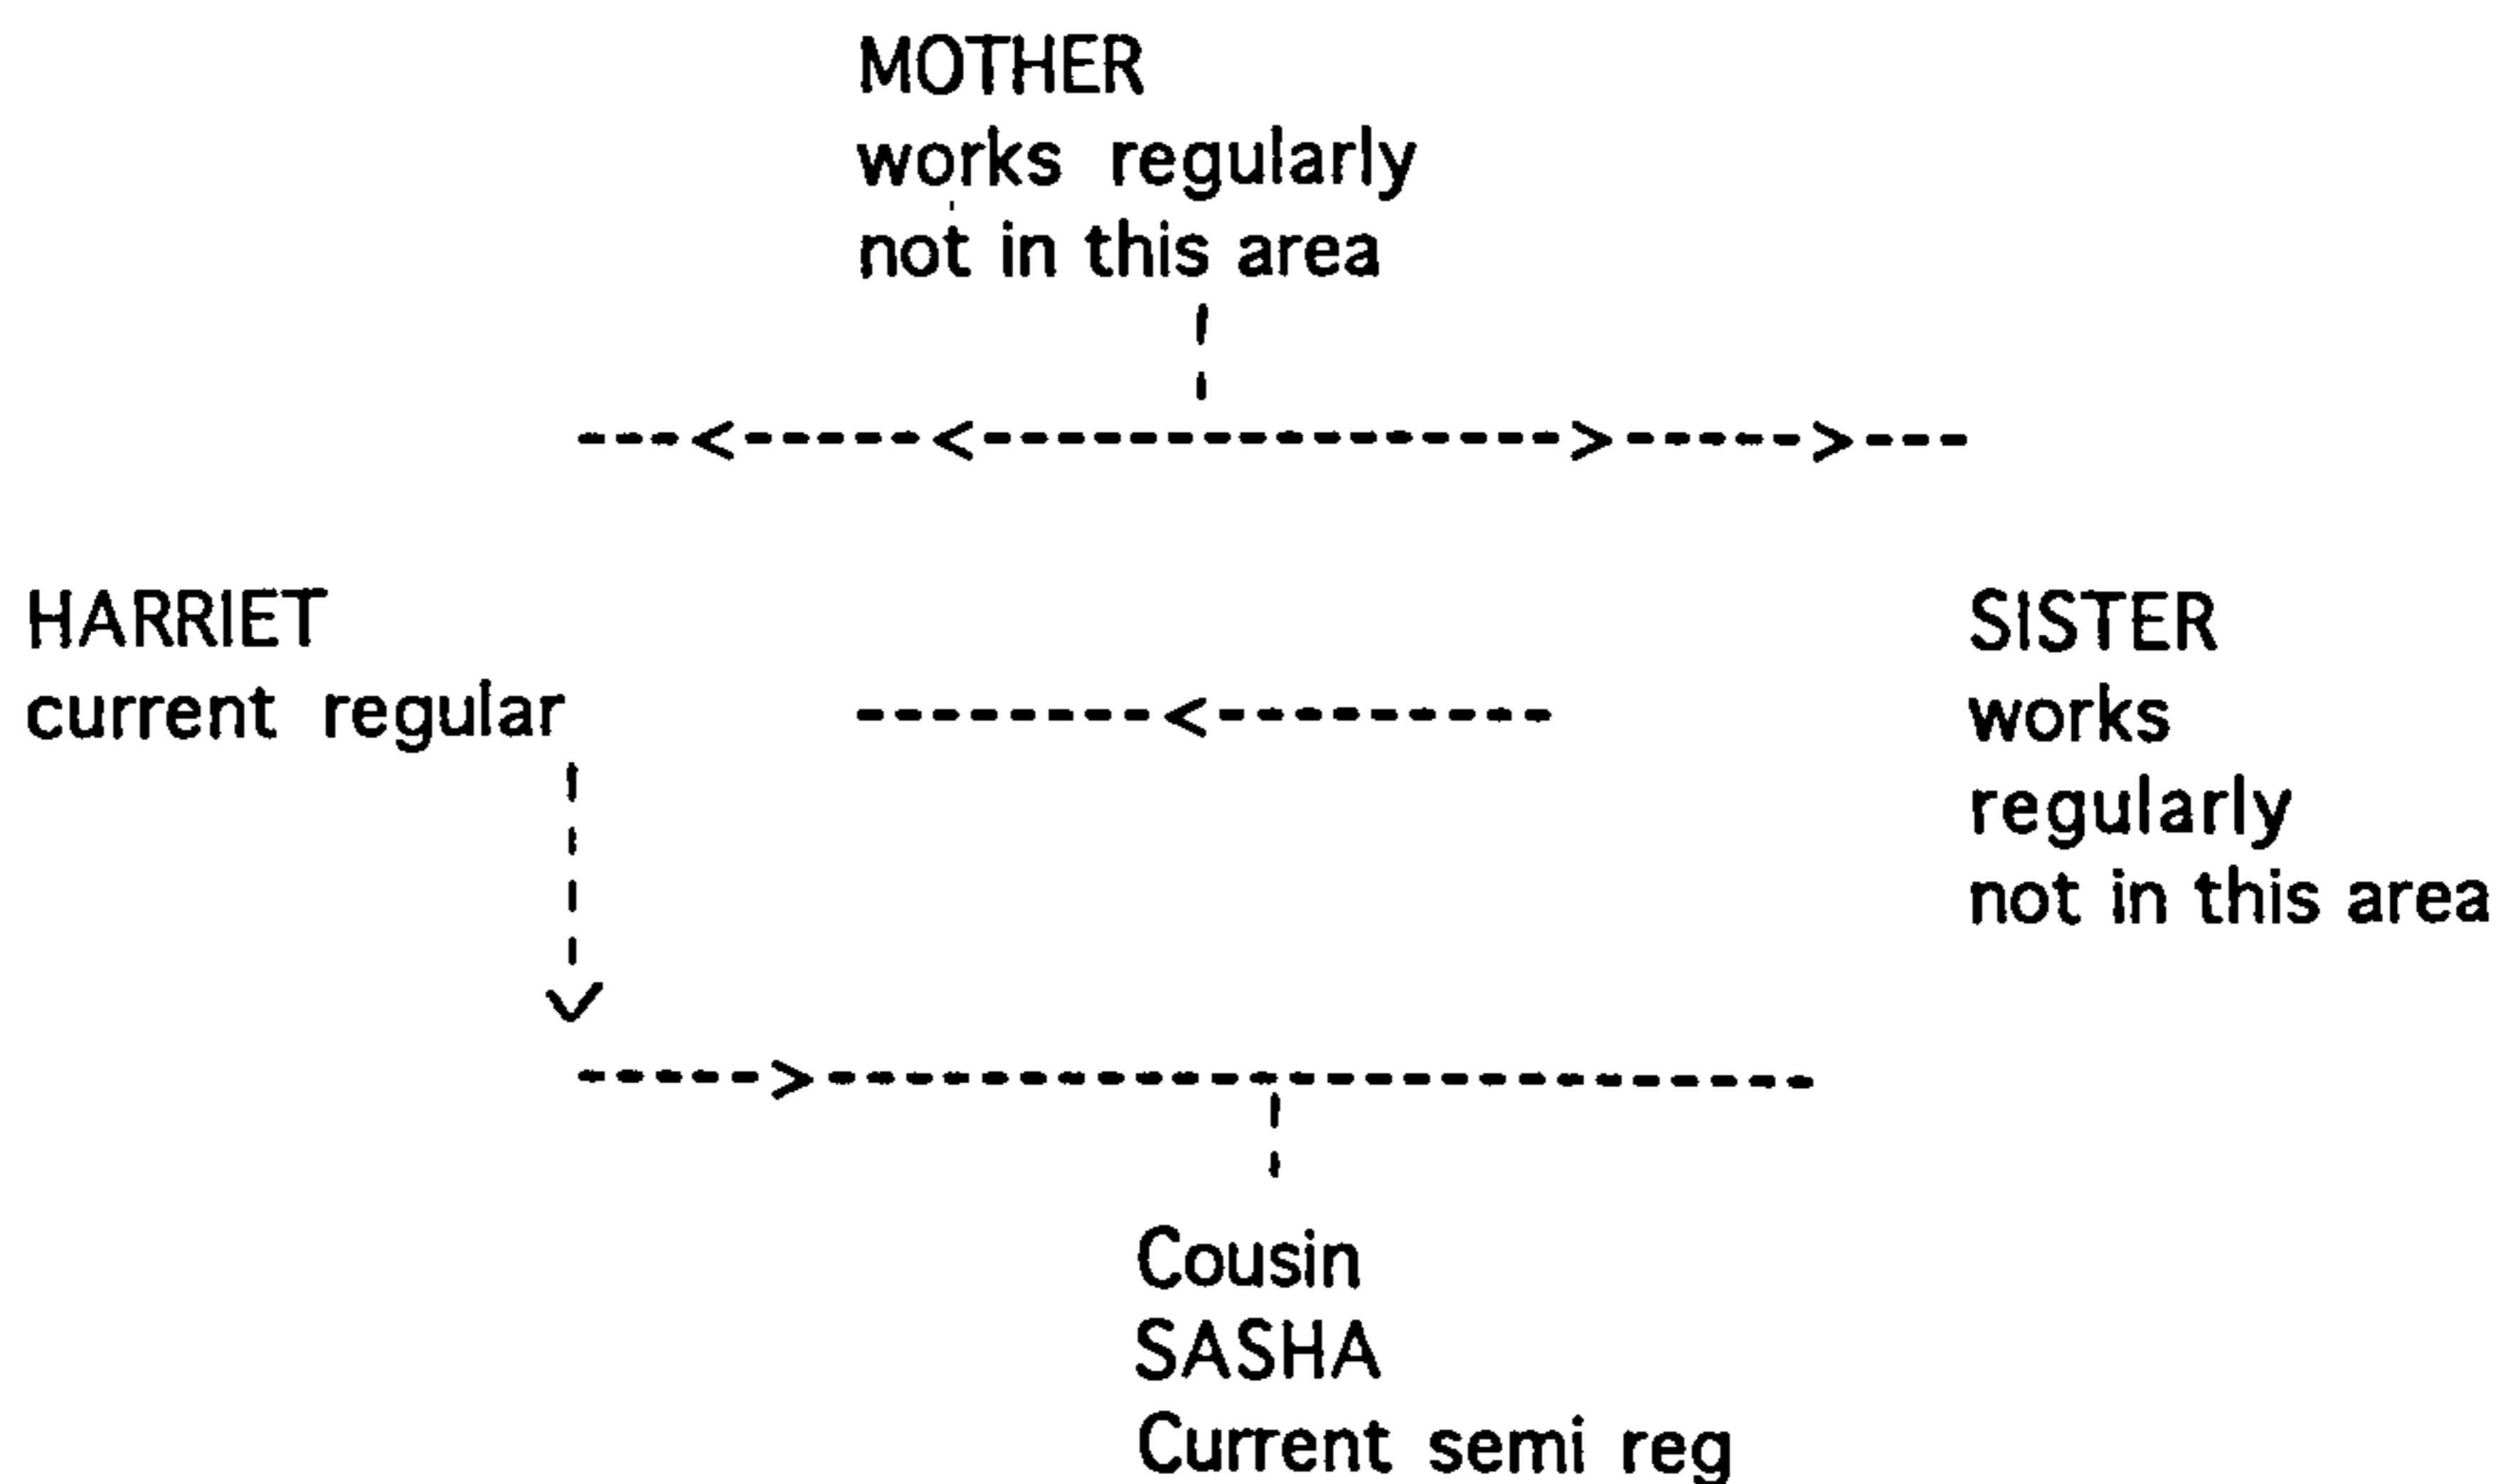 MOTHER
works regularly
not in this area
HARRIET
current regular
SISTER
works
regularly
not in this area
Cousin
SASHA
Current semi reg